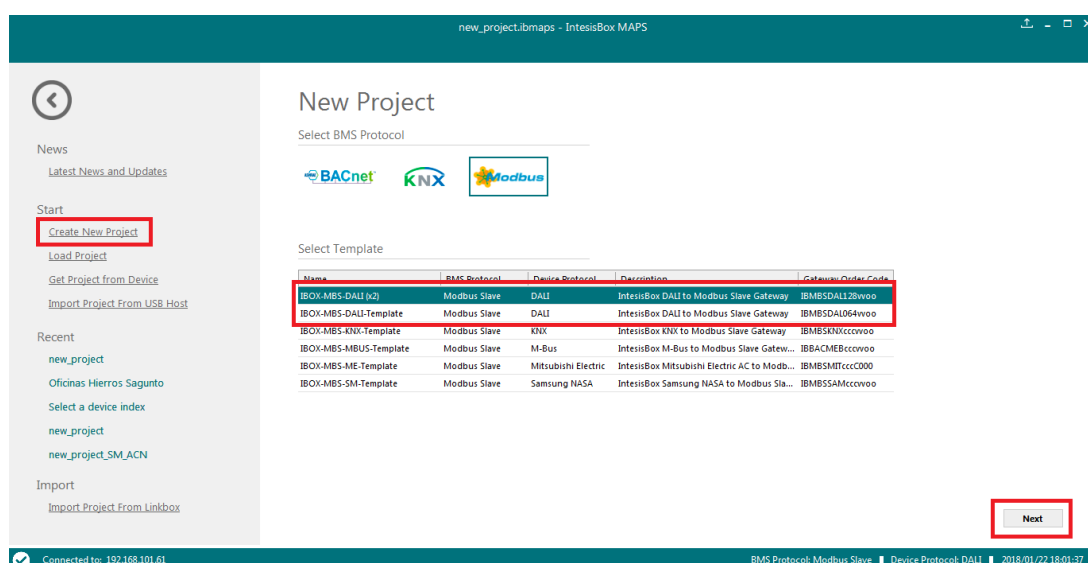 new_project.ibmaps - IntesisBox MAPS
New Project
Select BMS Protocol
BACnet KNX Modbus
News
Latest News and Updates
Start
Create New Project
Load Project
Get Project from Device
Import Project From USB Host
Recent
new_project
Oficinas Hierros Sagunto
Select a device index
new_project
new_project_SM_ACN
Import
Import Project From Linkbox
Select Template
Name BMS Protocol Device Protocol Description Gateway Order Code
IBOX-MBS-DALI (x2) Modbus Slave DALI IntesisBox DALI to Modbus Slave Gateway IBMBSDAL128vvoo
IBOX-MBS-DALI-Template Modbus Slave DALI IntesisBox DALI to Modbus Slave Gateway IBMBSDAL064vvoo
IBOX-MBS-KNX-Template Modbus Slave KNX IntesisBox KNX to Modbus Slave Gateway IBMBSKNXcccvvoo
IBOX-MBS-MBUS-Template Modbus Slave M-Bus IntesisBox M-Bus to Modbus Slave Gatew... IBBACMEBcccvvoo
IBOX-MBS-ME-Template Modbus Slave Mitsubishi Electric IntesisBox Mitsubishi Electric AC to Modb... IBMBSMITcccC000
IBOX-MBS-SM-Template Modbus Slave Samsung NASA IntesisBox Samsung NASA to Modbus Sla... IBMBSSAMcccvvoo
Next
Connected to: 192.168.101.61 BMS Protocol: Modbus Slave Device Protocol: DALI 2018/01/22 18:01:37